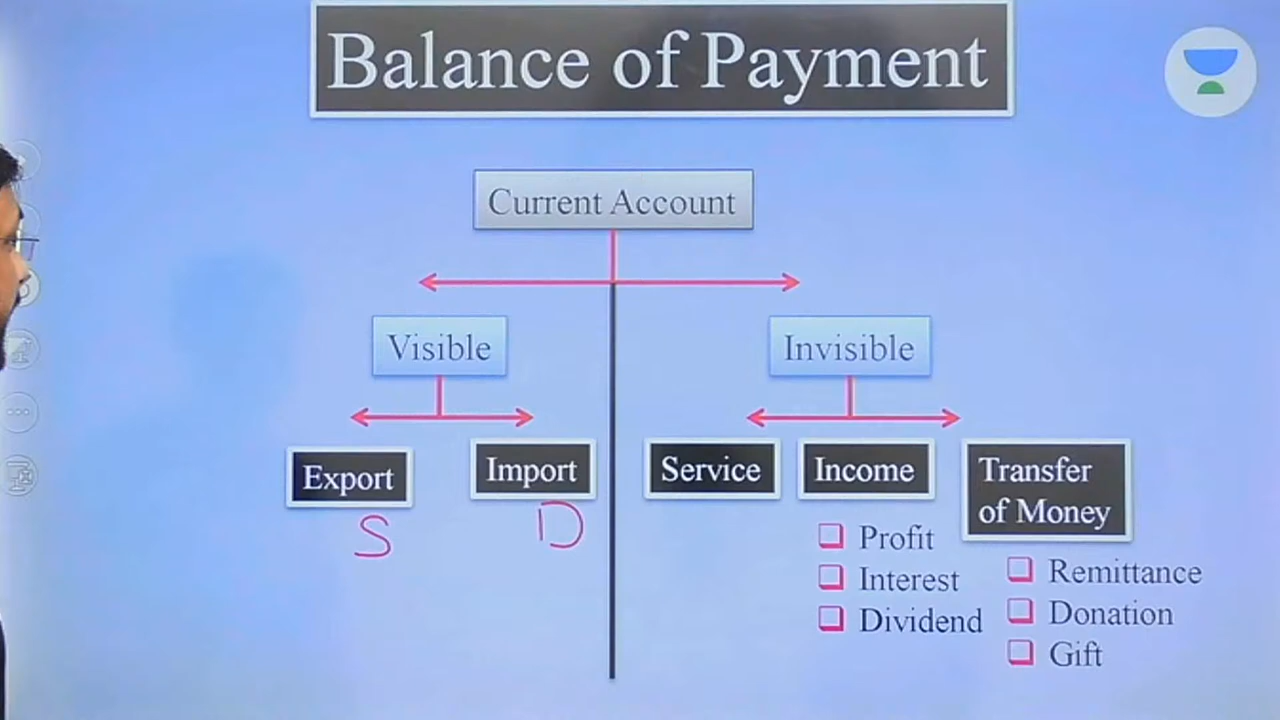 Balance of Payment
Current Account
Visible
Invisible
Export
Import
Service
Income
Transfer
of Money
S
D
Profit
Interest
Dividend
Remittance
Donation
Gift